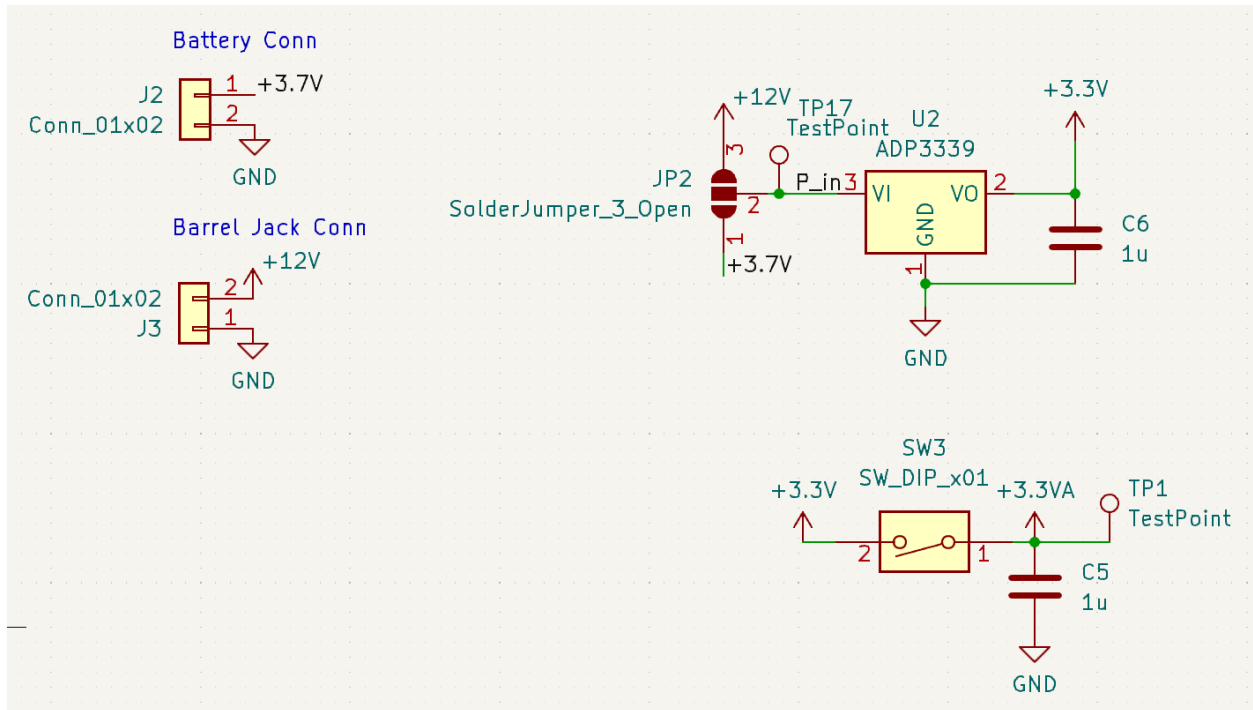 Battery Conn
J2
Conn_01x02
1
+3.7V
2
GND
Barrel Jack Conn
+12V
Conn_01x02
J3
2
1
GND
+12V
TP17
TestPoint
JP2
SolderJumper_3_Open
3
2
1
+3.7V
P_in
3
U2
ADP3339
VI
VO
GND
2
1
+3.3V
C6
1u
GND
SW3
SW_DIP_x01
+3.3V
2
1
+3.3VA
TP1
TestPoint
C5
1u
GND